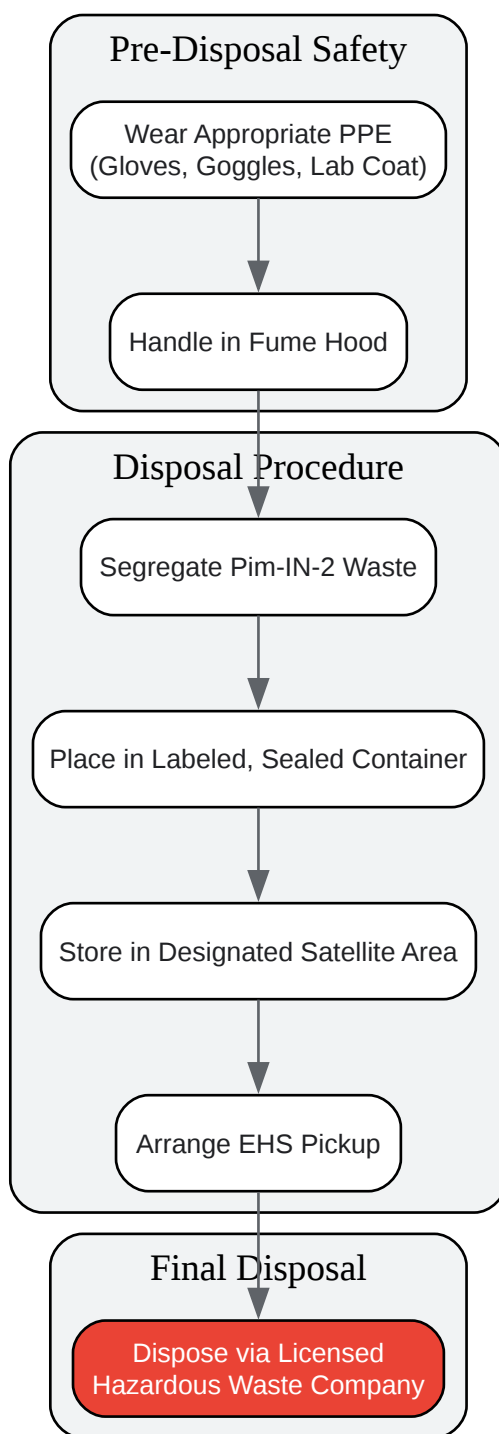 Pre-Disposal Safety
Wear Appropriate PPE
(Gloves, Goggles, Lab Coat)
Handle in Fume Hood
Disposal Procedure
Segregate Pim-IN-2 Waste
Place in Labeled, Sealed Container
Store in Designated Satellite Area
Arrange EHS Pickup
Final Disposal
Dispose via Licensed
Hazardous Waste Company